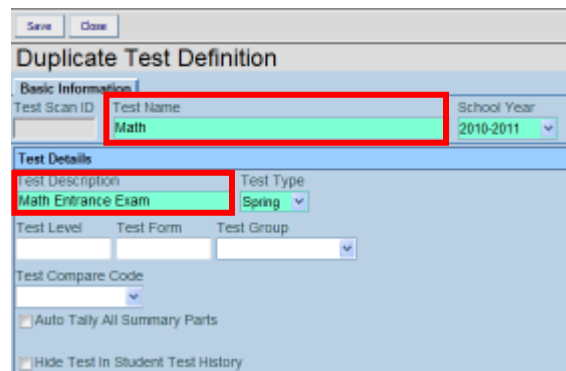 Save Close
Duplicate Test Definition
Basic Information
Test Scan ID Test Name School Year
Math 2010-2011
Test Details
Test Description Test Type
Math Entrance Exam Spring
Test Level Test Form Test Group
Test Compare Code
Auto Tally All Summary Parts
Hide Test In Student Test History